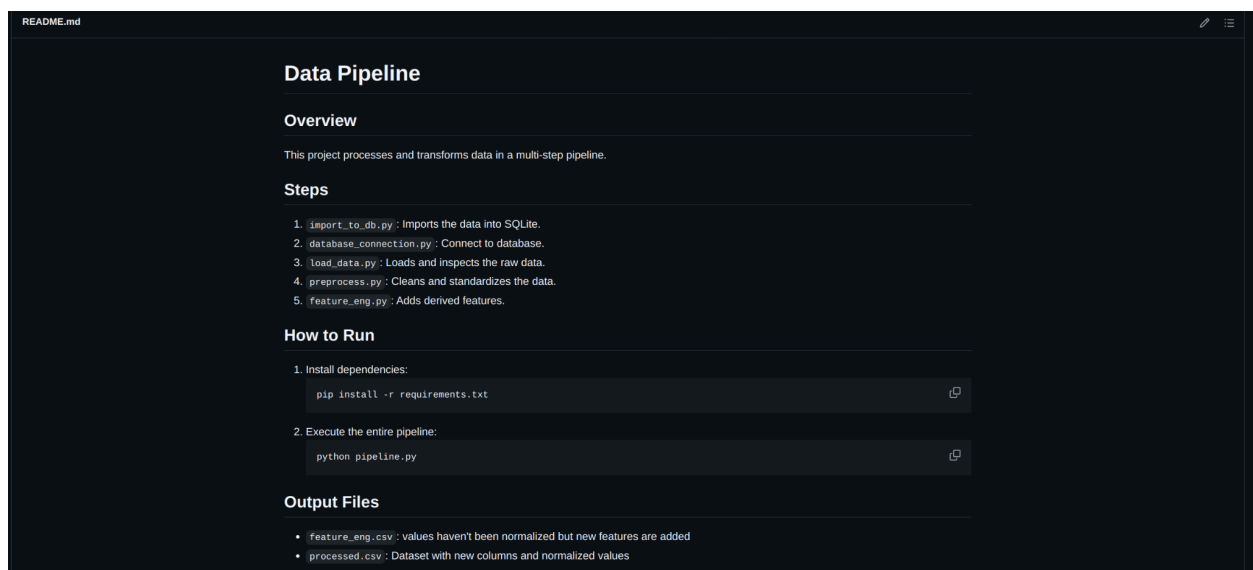 README.md
Data Pipeline
Overview
This project processes and transforms data in a multi-step pipeline.
Steps
1. import_to_db.py : Imports the data into SQLite.
2. database_connection.py : Connect to database.
3. load_data.py : Loads and inspects the raw data.
4. preprocess.py : Cleans and standardizes the data.
5. feature_eng.py : Adds derived features.
How to Run
1. Install dependencies:
pip install -r requirements.txt
2. Execute the entire pipeline:
python pipeline.py
Output Files
• feature_eng.csv : values haven't been normalized but new features are added
• processed.csv : Dataset with new columns and normalized values